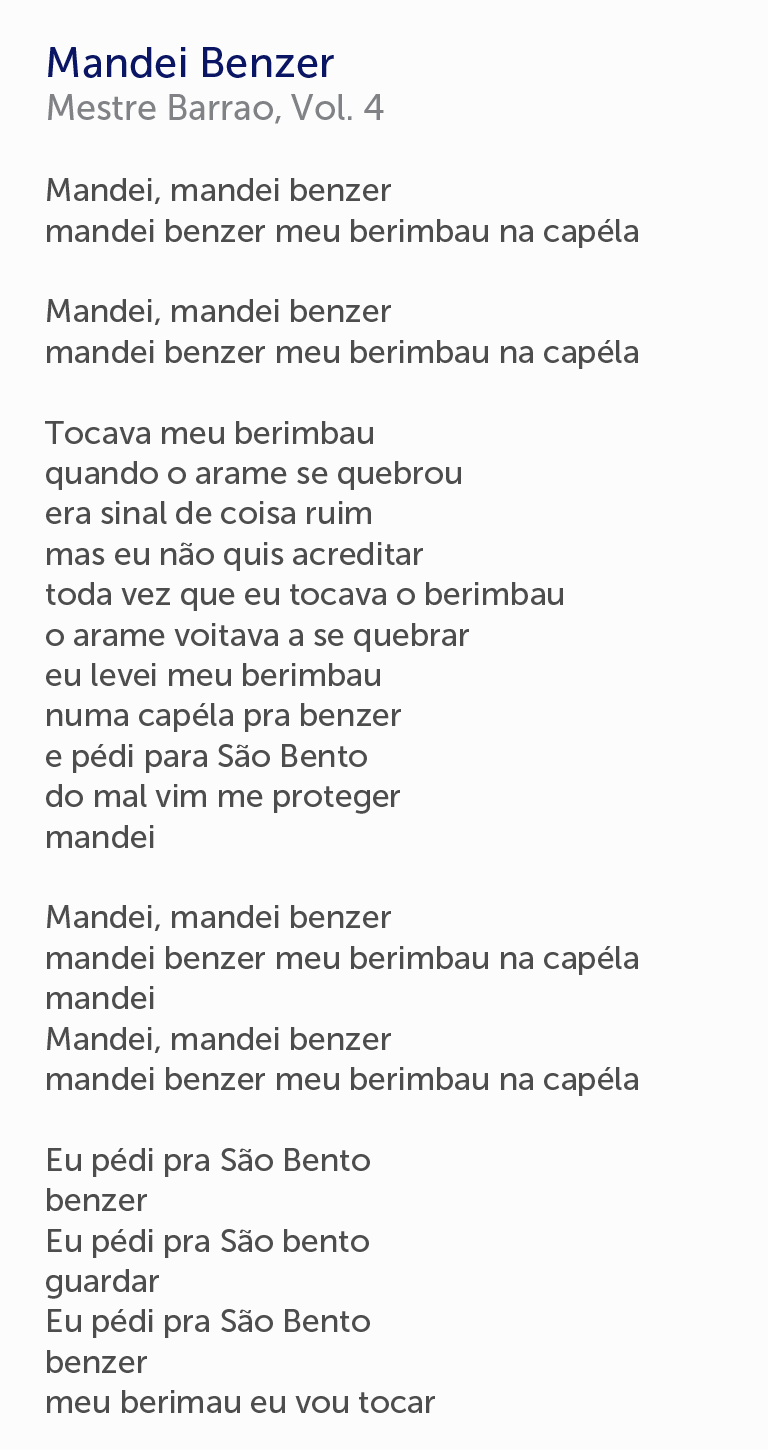 Mandei Benzer
Mestre Barrao, Vol. 4
Mandei, mandei benzer
mandei benzer meu berimbau na capéla
Mandei, mandei benzer
mandei benzer meu berimbau na capéla
Tocava meu berimbau
quando o arame se quebrou
era sinal de coisa ruim
mas eu não quis acreditar
toda vez que eu tocava o berimbau
o arame voitava a se quebrar
eu levei meu berimbau
numa capéla pra benzer
e pédi para São Bento
do mal vim me proteger
mandei
Mandei, mandei benzer
mandei benzer meu berimbau na capéla
mandei
Mandei, mandei benzer
mandei benzer meu berimbau na capéla
Eu pédi pra São Bento
benzer
Eu pédi pra São bento
guardar
Eu pédi pra São Bento
benzer
meu berimau eu vou tocar